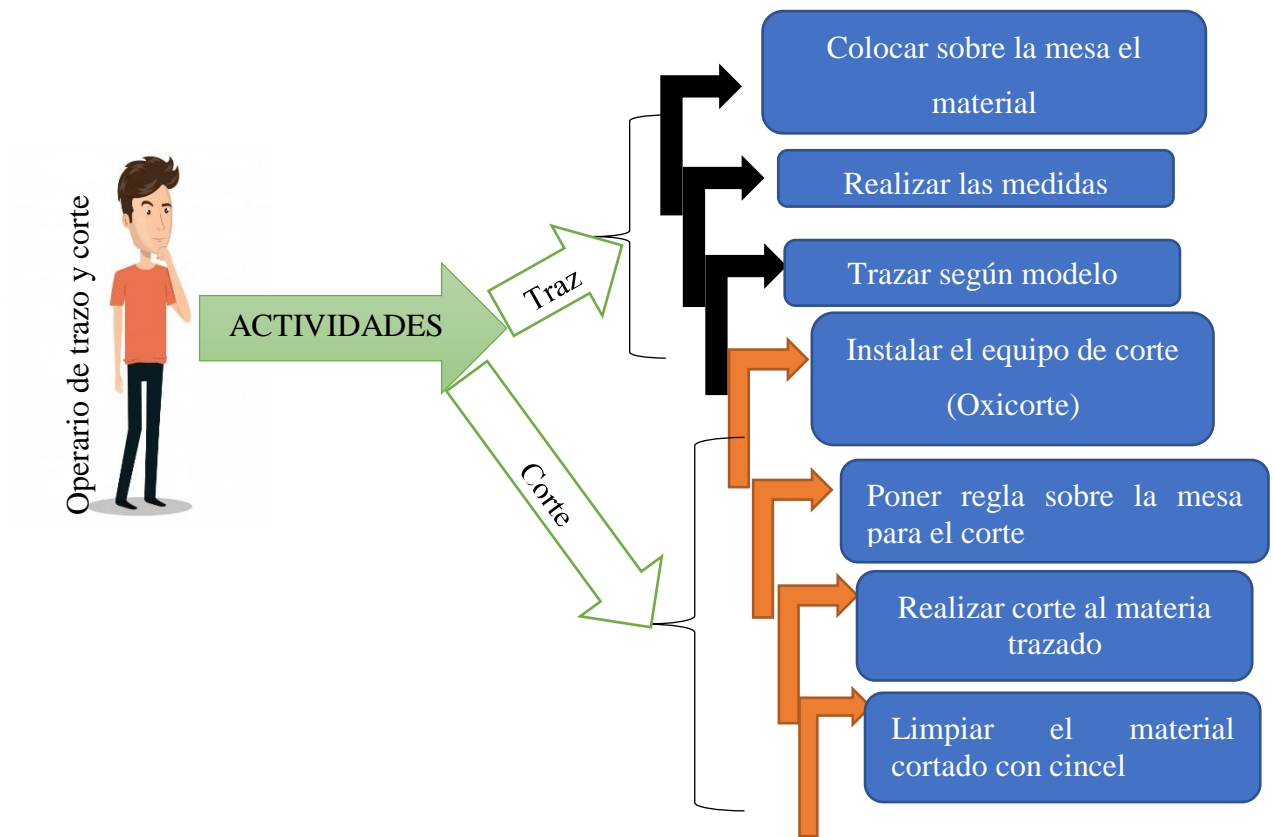 Operario de trazo y corte
ACTIVIDADES
Traz
Colocar sobre la mesa el
material
Realizar las medidas
Trazar según modelo
Corte
Instalar el equipo de corte
(Oxicorte)
Poner regla sobre la mesa
para el corte
Realizar corte al materia
trazado
Limpiar el material
cortado con cincel